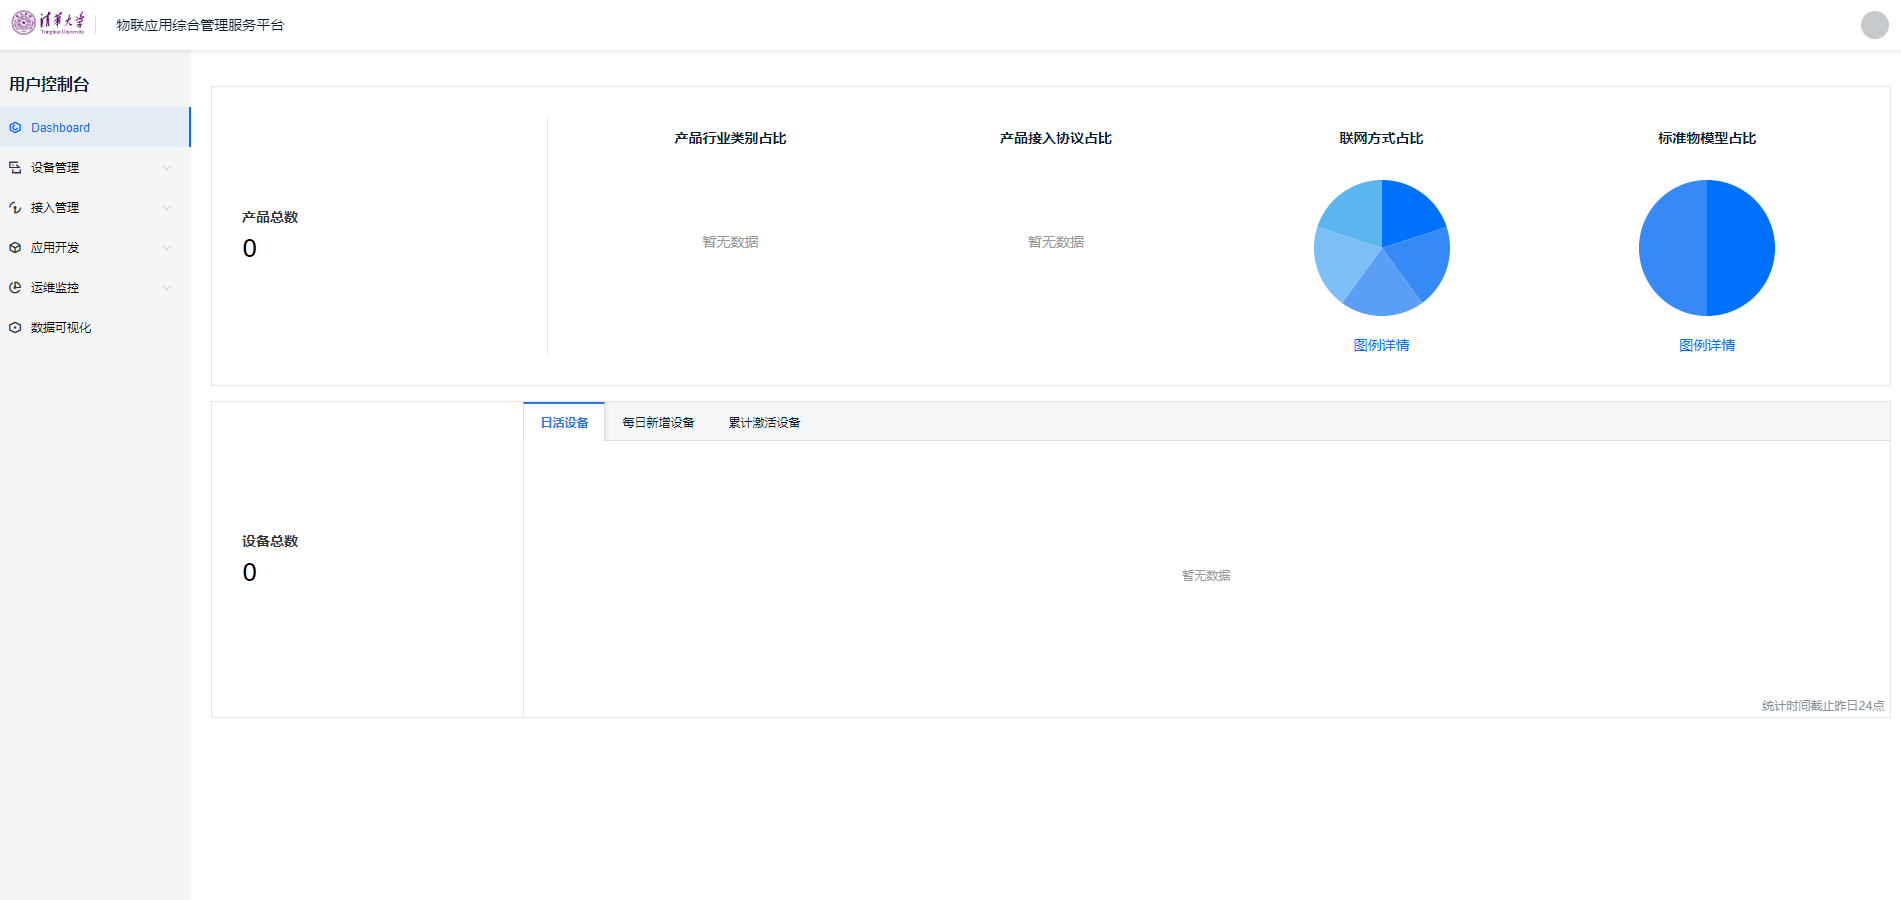 清华大学
Tsinghua University
物联应用综合管理服务平台
用户控制台
Dashboard
设备管理
接入管理
应用开发
运维监控
数据可视化
产品总数
0
产品行业类别占比
暂无数据
产品接入协议占比
暂无数据
联网方式占比
图例详情
标准物模型占比
图例详情
设备总数
0
日活设备 每日新增设备 累计激活设备
暂无数据
统计时间截止昨日24点